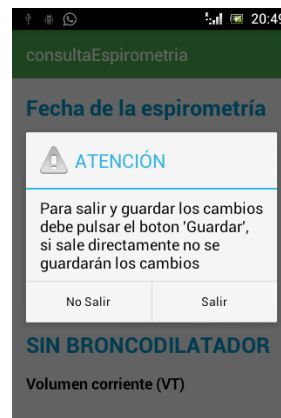 20:49
consultaEspirometria
Fecha de la espirometría
ATENCIÓN
Para salir y guardar los cambios
debe pulsar el boton 'Guardar',
si sale directamente no se
guardarán los cambios
No Salir
Salir
SIN BRONCODILATADOR
Volumen corriente (VT)